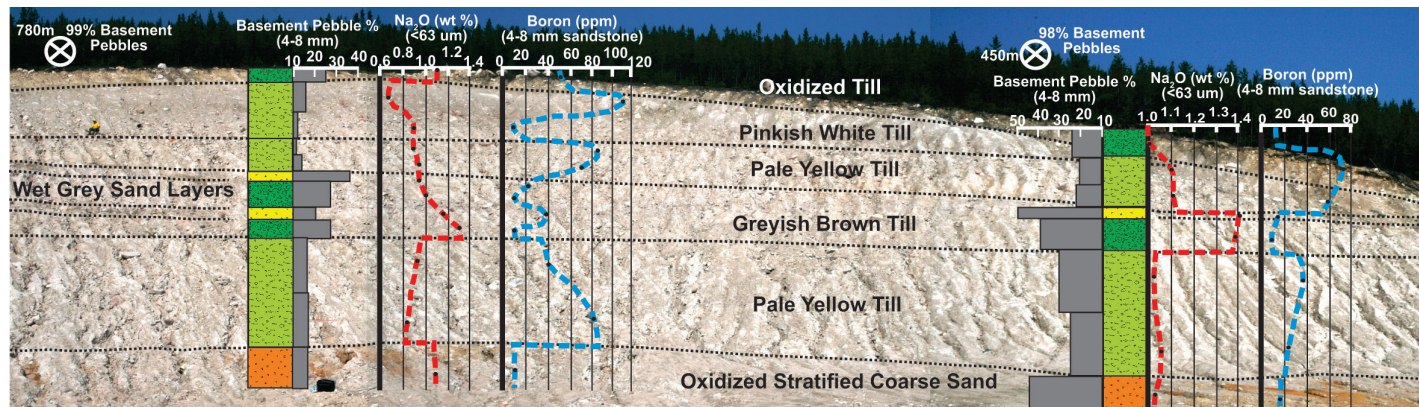 780m 99% Basement
Pebbles
Basement Pebble %
(4-8 mm)
10 20 30 40
Na₂O (wt %)
(<63 um)
0.6 0.8 1.0 1.2 1.4
Boron (ppm)
(4-8 mm sandstone)
10 20 40 60 80 100 120
98% Basement
Pebbles
450m
Basement Pebble %
(4-8 mm)
50 40 30 20 10
Na₂O (wt %)
(≤63 um)
1.0 1.1 1.2 1.3 1.4
Boron (ppm)
(4-8 mm sandstone)
0 20 40 60 80
Oxidized Till
Pinkish White Till
Pale Yellow Till
Wet Grey Sand Layers
Greyish Brown Till
Pale Yellow Till
Oxidized Stratified Coarse Sand